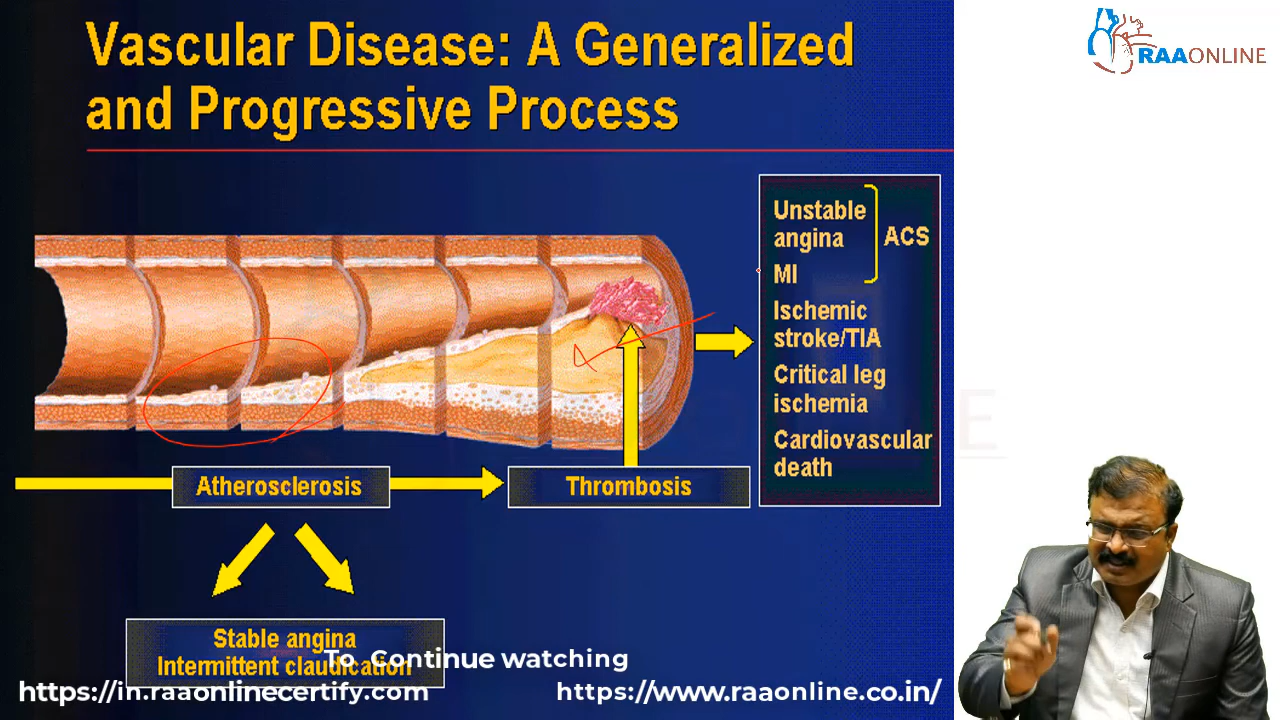 Vascular Disease: A Generalized
and Progressive Process
RAAONLINE
Unstable
angina
ACS
MI
Ischemic
stroke/TIA
Critical leg
ischemia
Cardiovascular
death
Atherosclerosis
Thrombosis
Stable angina
Intermittent claudication
To Continue watching
https://in.raaonlinecertify.com
https://www.raaonline.co.in/